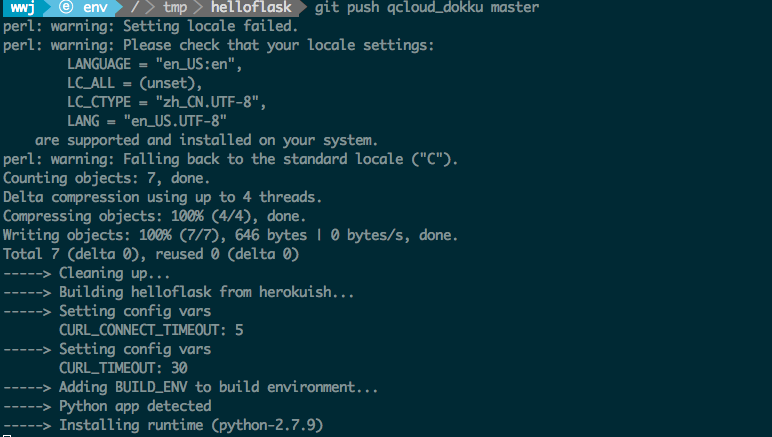 wwj ⓔ env / tmp helloflask git push qcloud_dokku master
perl: warning: Setting locale failed.
perl: warning: Please check that your locale settings:
        LANGUAGE = "en_US:en",
        LC_ALL = (unset),
        LC_CTYPE = "zh_CN.UTF-8",
        LANG = "en_US.UTF-8"
    are supported and installed on your system.
perl: warning: Falling back to the standard locale ("C").
Counting objects: 7, done.
Delta compression using up to 4 threads.
Compressing objects: 100% (4/4), done.
Writing objects: 100% (7/7), 646 bytes | 0 bytes/s, done.
Total 7 (delta 0), reused 0 (delta 0)
-----> Cleaning up...
-----> Building helloflask from herokuish...
-----> Setting config vars
       CURL_CONNECT_TIMEOUT: 5
-----> Setting config vars
       CURL_TIMEOUT: 30
-----> Adding BUILD_ENV to build environment...
-----> Python app detected
-----> Installing runtime (python-2.7.9)